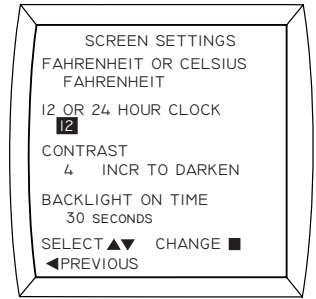 SCREEN SETTINGS
FAHRENHEIT OR CELSIUS
FAHRENHEIT
12 OR 24 HOUR CLOCK
12
CONTRAST
4 INCR TO DARKEN
BACKLIGHT ON TIME
30 SECONDS
SELECT▲▼ CHANGE ■
◀PREVIOUS